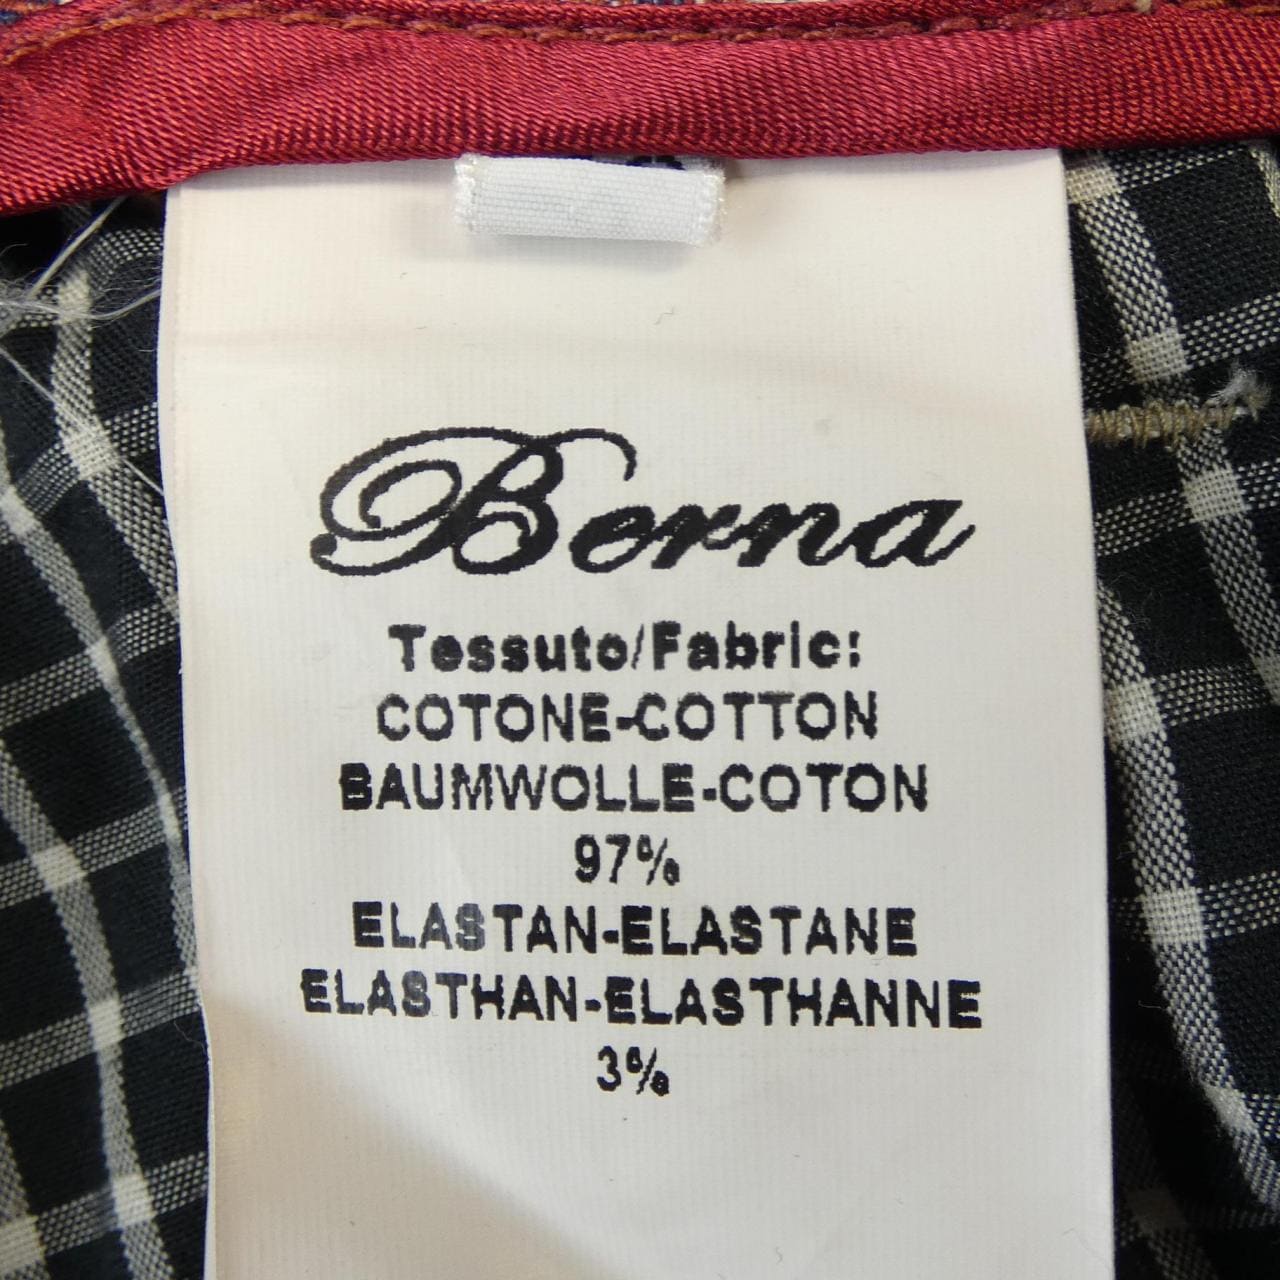 Berna
Tessuto/Fabric:
COTONE-COTTON
BAUMWOLLE-COTON
97%
ELASTAN-ELASTANE
ELASTHAN-ELASTHANNE
3%